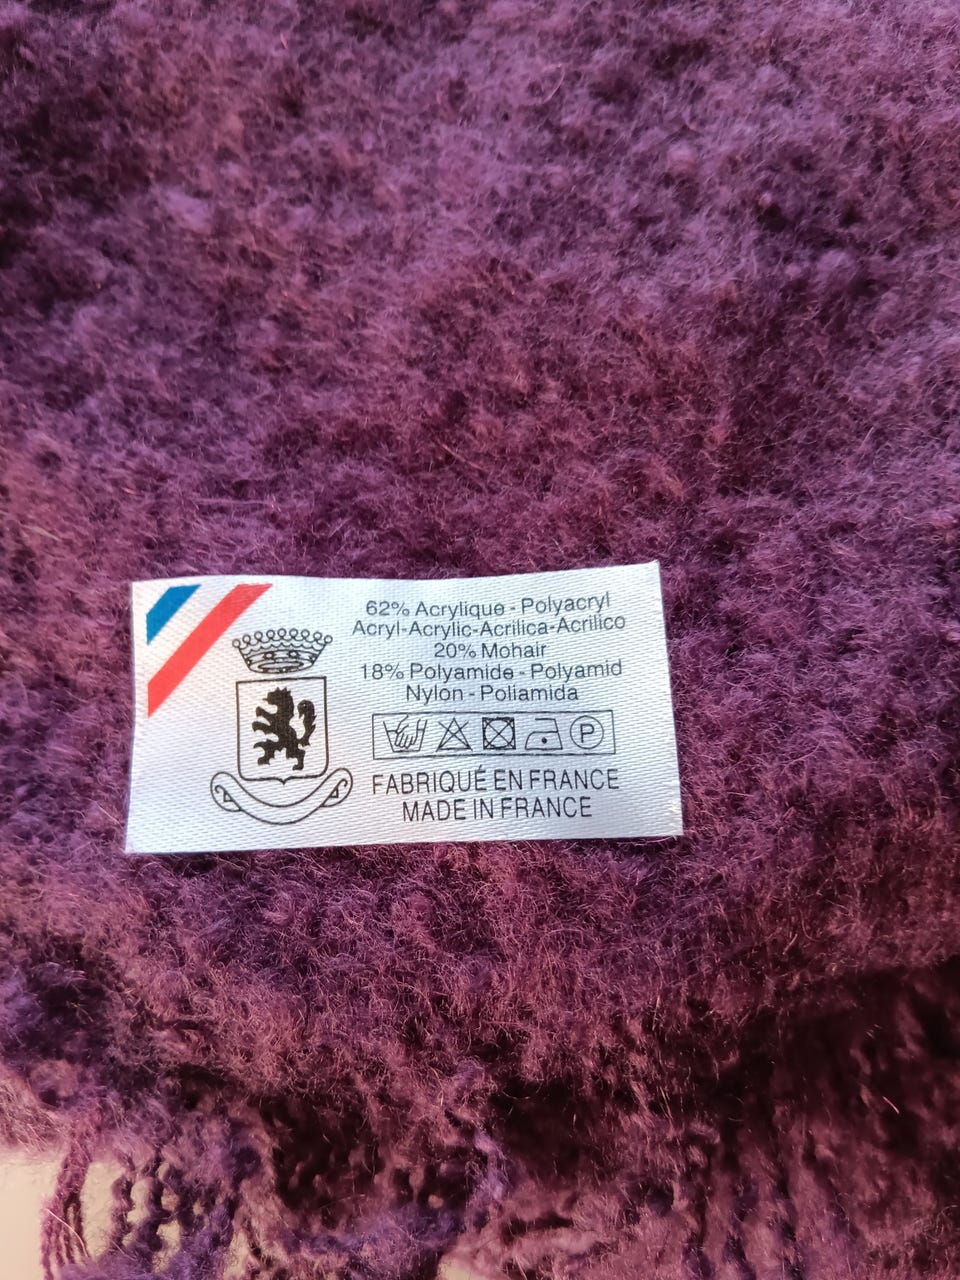 62% Acrylique - Polyacryl
Acryl-Acrylic-Acrilica-Acrilico
20% Mohair
18% Polyamide - Polyamid
Nylon - Poliamida
P
FABRIQUÉ EN FRANCE
MADE IN FRANCE